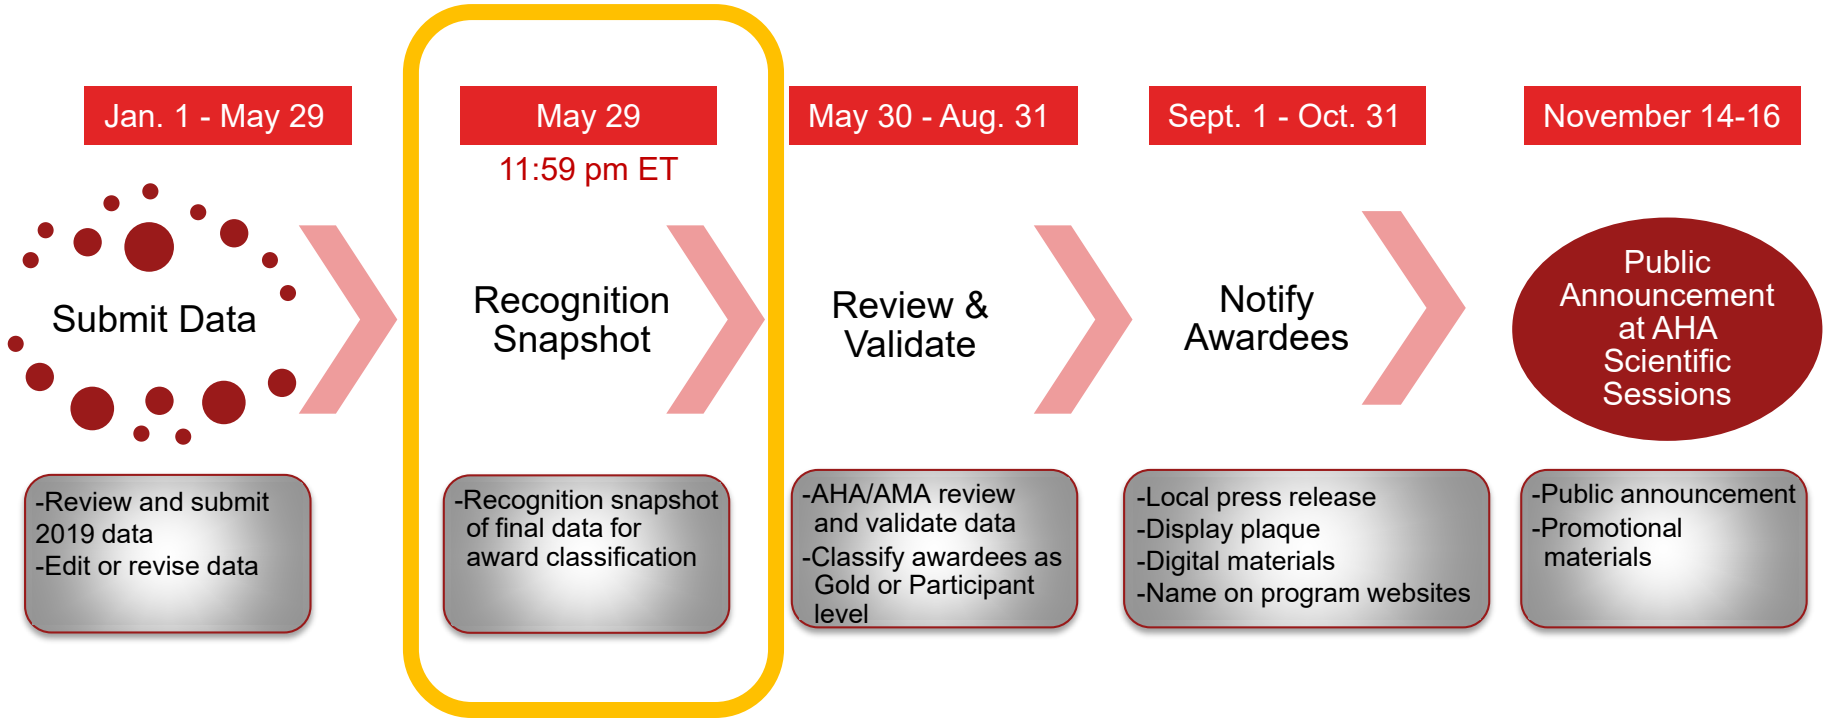 Jan. 1 - May 29
Submit Data
-Review and submit
2019 data
-Edit or revise data
May 29
11:59 pm ET
Recognition
Snapshot
-Recognition snapshot
of final data for
award classification
May 30 - Aug. 31
Review &
Validate
-AHA/AMA review
and validate data
-Classify awardees as
Gold or Participant
level
Sept. 1 - Oct. 31
Notify
Awardees
-Local press release
-Display plaque
-Digital materials
-Name on program websites
November 14-16
Public
Announcement
at AHA
Scientific
Sessions
-Public announcement
-Promotional
materials